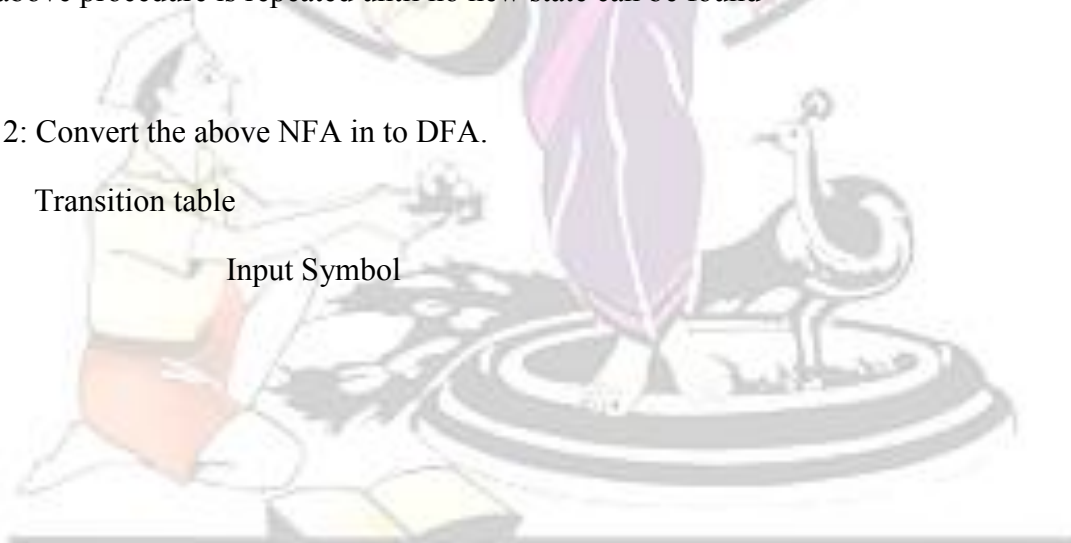 above procedure is repeated until no new state can be found
2: Convert the above NFA in to DFA.
Transition table
Input Symbol